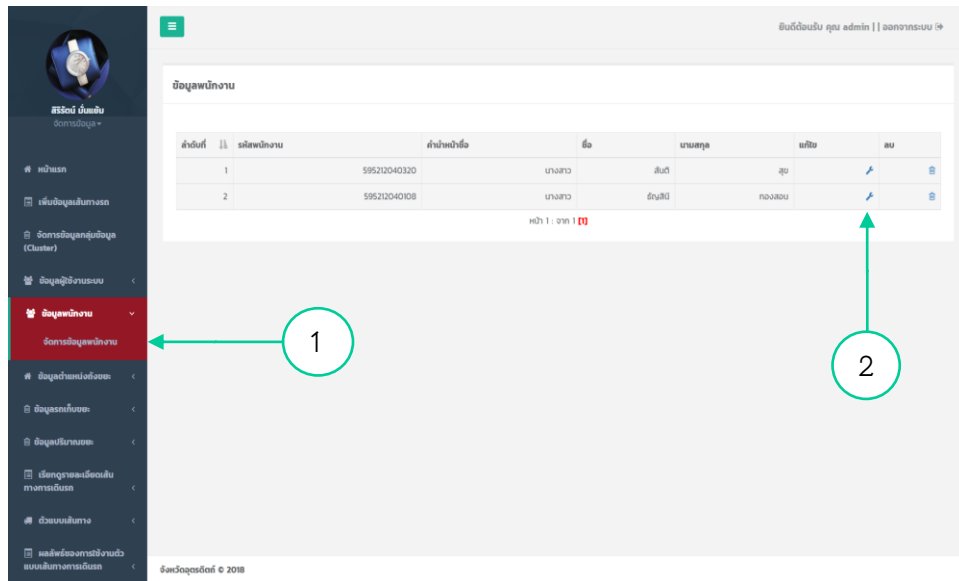 ยินดีต้อนรับ คุณ admin | | ออกจากระบบ
สิริรัตน์ มั่นแย้ม
จัดการข้อมูล
หน้าแรก
เพิ่มข้อมูลเส้นทางรถ
จัดการข้อมูลกลุ่มข้อมูล
(Cluster)
ข้อมูลผู้ใช้งานระบบ
ข้อมูลพนักงาน
จัดการข้อมูลพนักงาน
ข้อมูลตำแหน่งถังขยะ
ข้อมูลรถเก็บขยะ
ข้อมูลปริมาณขยะ
เรียกดูรายละเอียดเส้น
ทางการเดินรถ
ตัวแบบเส้นทาง
ผลลัพธ์ของการใช้งานตัว
แบบเส้นทางการเดินรถ
ข้อมูลพนักงาน
ลำดับที่ รหัสพนักงาน คำนำหน้าชื่อ ชื่อ นามสกุล แก้ไข ลบ
1 595212040320 นางสาว สันติ สุข
2 595212040108 นางสาว ธัญสินี ทองสอน
หน้า 1 : จาก 1 [1]
1
2
จังหวัดอุตรดิตถ์ © 2018